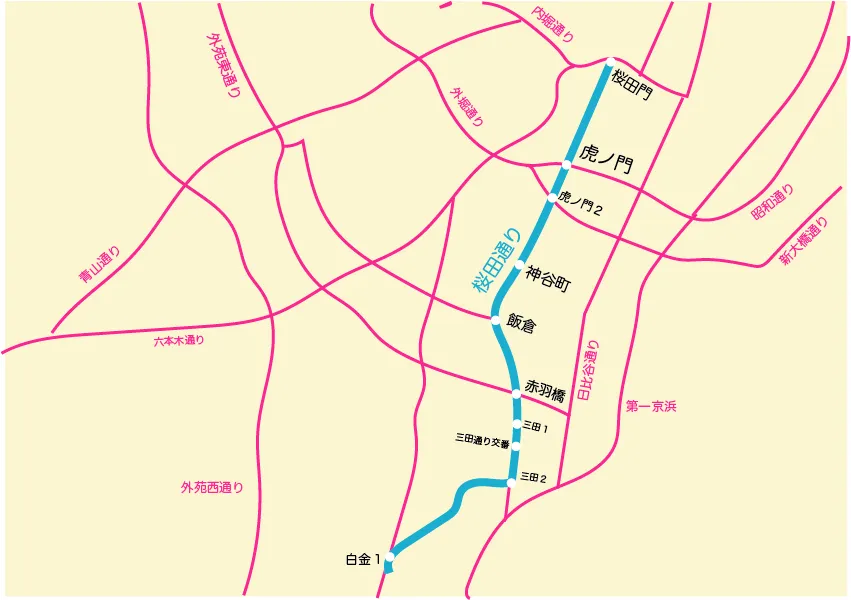 内堀通り
外苑東通り
桜田門
外堀通り
虎ノ門
虎ノ門2
昭和通り
新大橋通り
桜田通り
青山通り
神谷町
飯倉
六本木通り
日比谷通り
赤羽橋
第一京浜
三田1
三田通り交番
三田2
外苑西通り
白金1